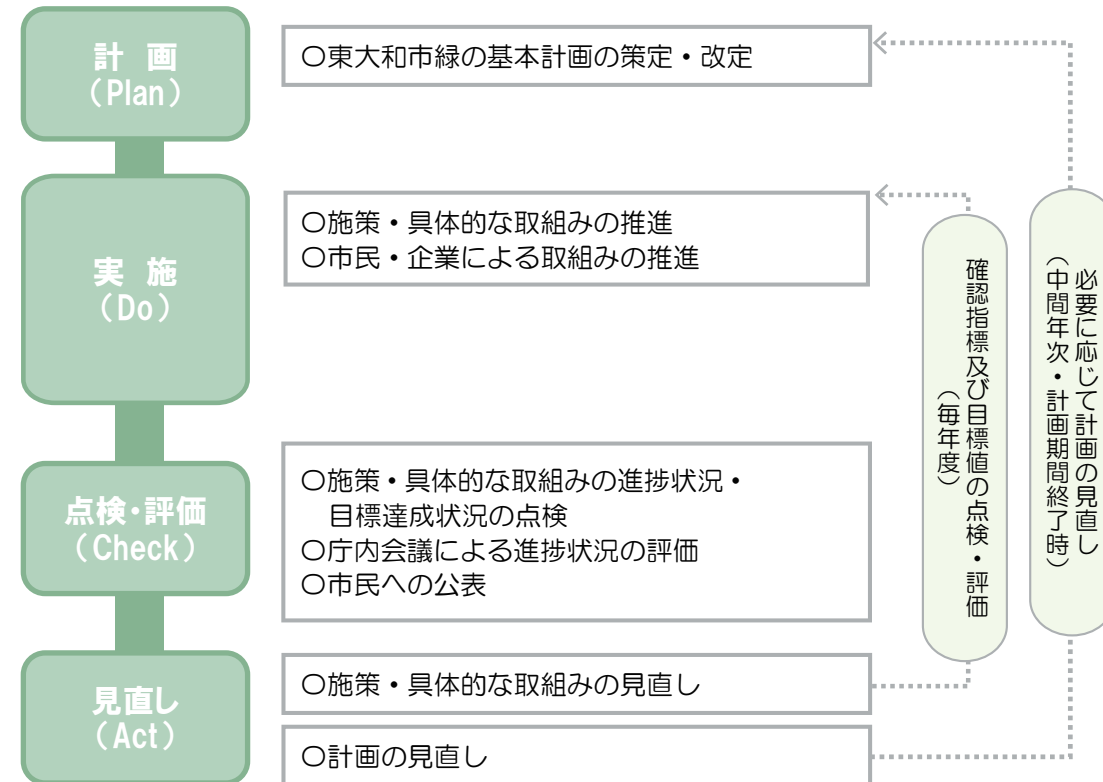 計 画
（Plan）
〇東大和市緑の基本計画の策定・改定
実 施
（Do）
〇施策・具体的な取組みの推進
〇市民・企業による取組みの推進
点検・評価
（Check）
〇施策・具体的な取組みの進捗状況・
目標達成状況の点検
〇庁内会議による進捗状況の評価
〇市民への公表
見直し
（Act）
〇施策・具体的な取組みの見直し
〇計画の見直し
確認指標及び目標値の点検・評価
（毎年度）
必要に応じて計画の見直し
（中間年次・計画期間終了時）